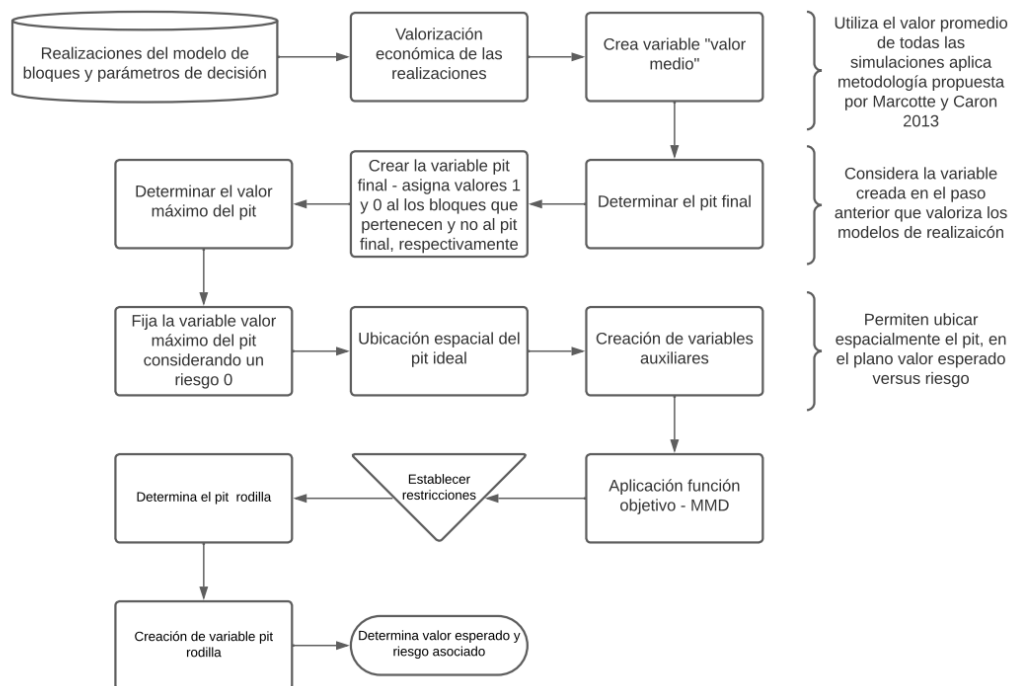 Realizaciones del modelo de
bloques y parámetros de decisión
Valorización
económica de las
realizaciones
Crea variable "valor
medio"
Utiliza el valor promedio
de todas las
simulaciones aplica
metodología propuesta
por Marcotte y Caron
2013
Determinar el valor
máximo del pit
Crear la variable pit
final - asigna valores 1
y 0 al los bloques que
pertenecen y no al pit
final, respectivamente
Determinar el pit final
Considera la variable
creada en el paso
anterior que valoriza los
modelos de realizaicón
Fija la variable valor
máximo del pit
considerando un
riesgo 0
Ubicación espacial del
pit ideal
Creación de variables
auxiliares
Permiten ubicar
espacialmente el pit, en
el plano valor esperado
versus riesgo
Determina el pit rodilla
Establecer
restricciones
Aplicación función
objetivo - MMD
Creación de variable pit
rodilla
Determina valor esperado y
riesgo asociado